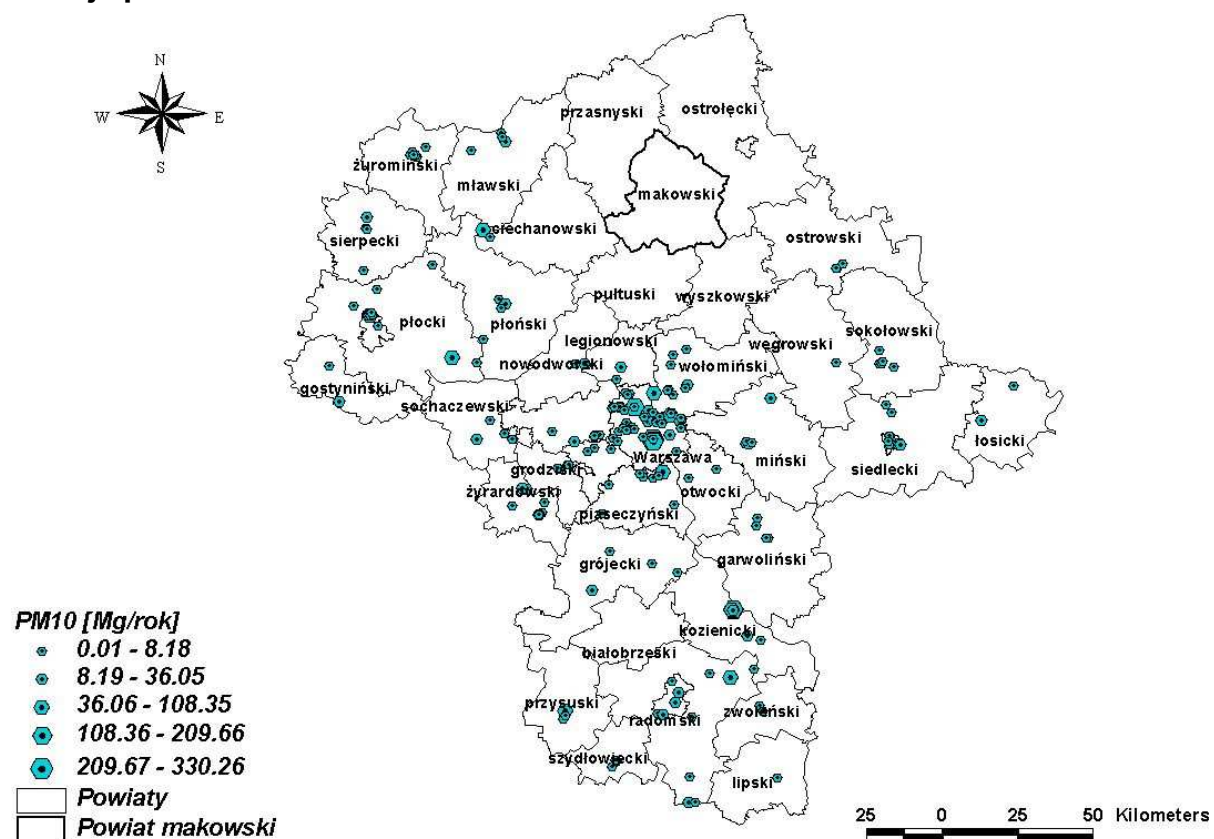 N
W E
S
ostrołęcki
przasnyski
żuromiński
mławski
makowski
ciechanowski
sierpecki
ostrowski
pułtuski
wyszkowski
płocki
płoński
sokołowski
legionowski
węgrowski
nowodworski
wołomiński
gostyniński
sochaczewski
łosicki
Warszawa
miński
siedlecki
grodziski
żyrardowski
otwocki
piaseczyński
grójecki
garwoliński
kozienicki
białobrzeski
przysuski
radomski
zwoleński
szydłowiecki
lipski
PM10 [Mg/rok]
0.01 - 8.18
8.19 - 36.05
36.06 - 108.35
108.36 - 209.66
209.67 - 330.26
Powiaty
Powiat makowski
25 0 25 50 Kilometers